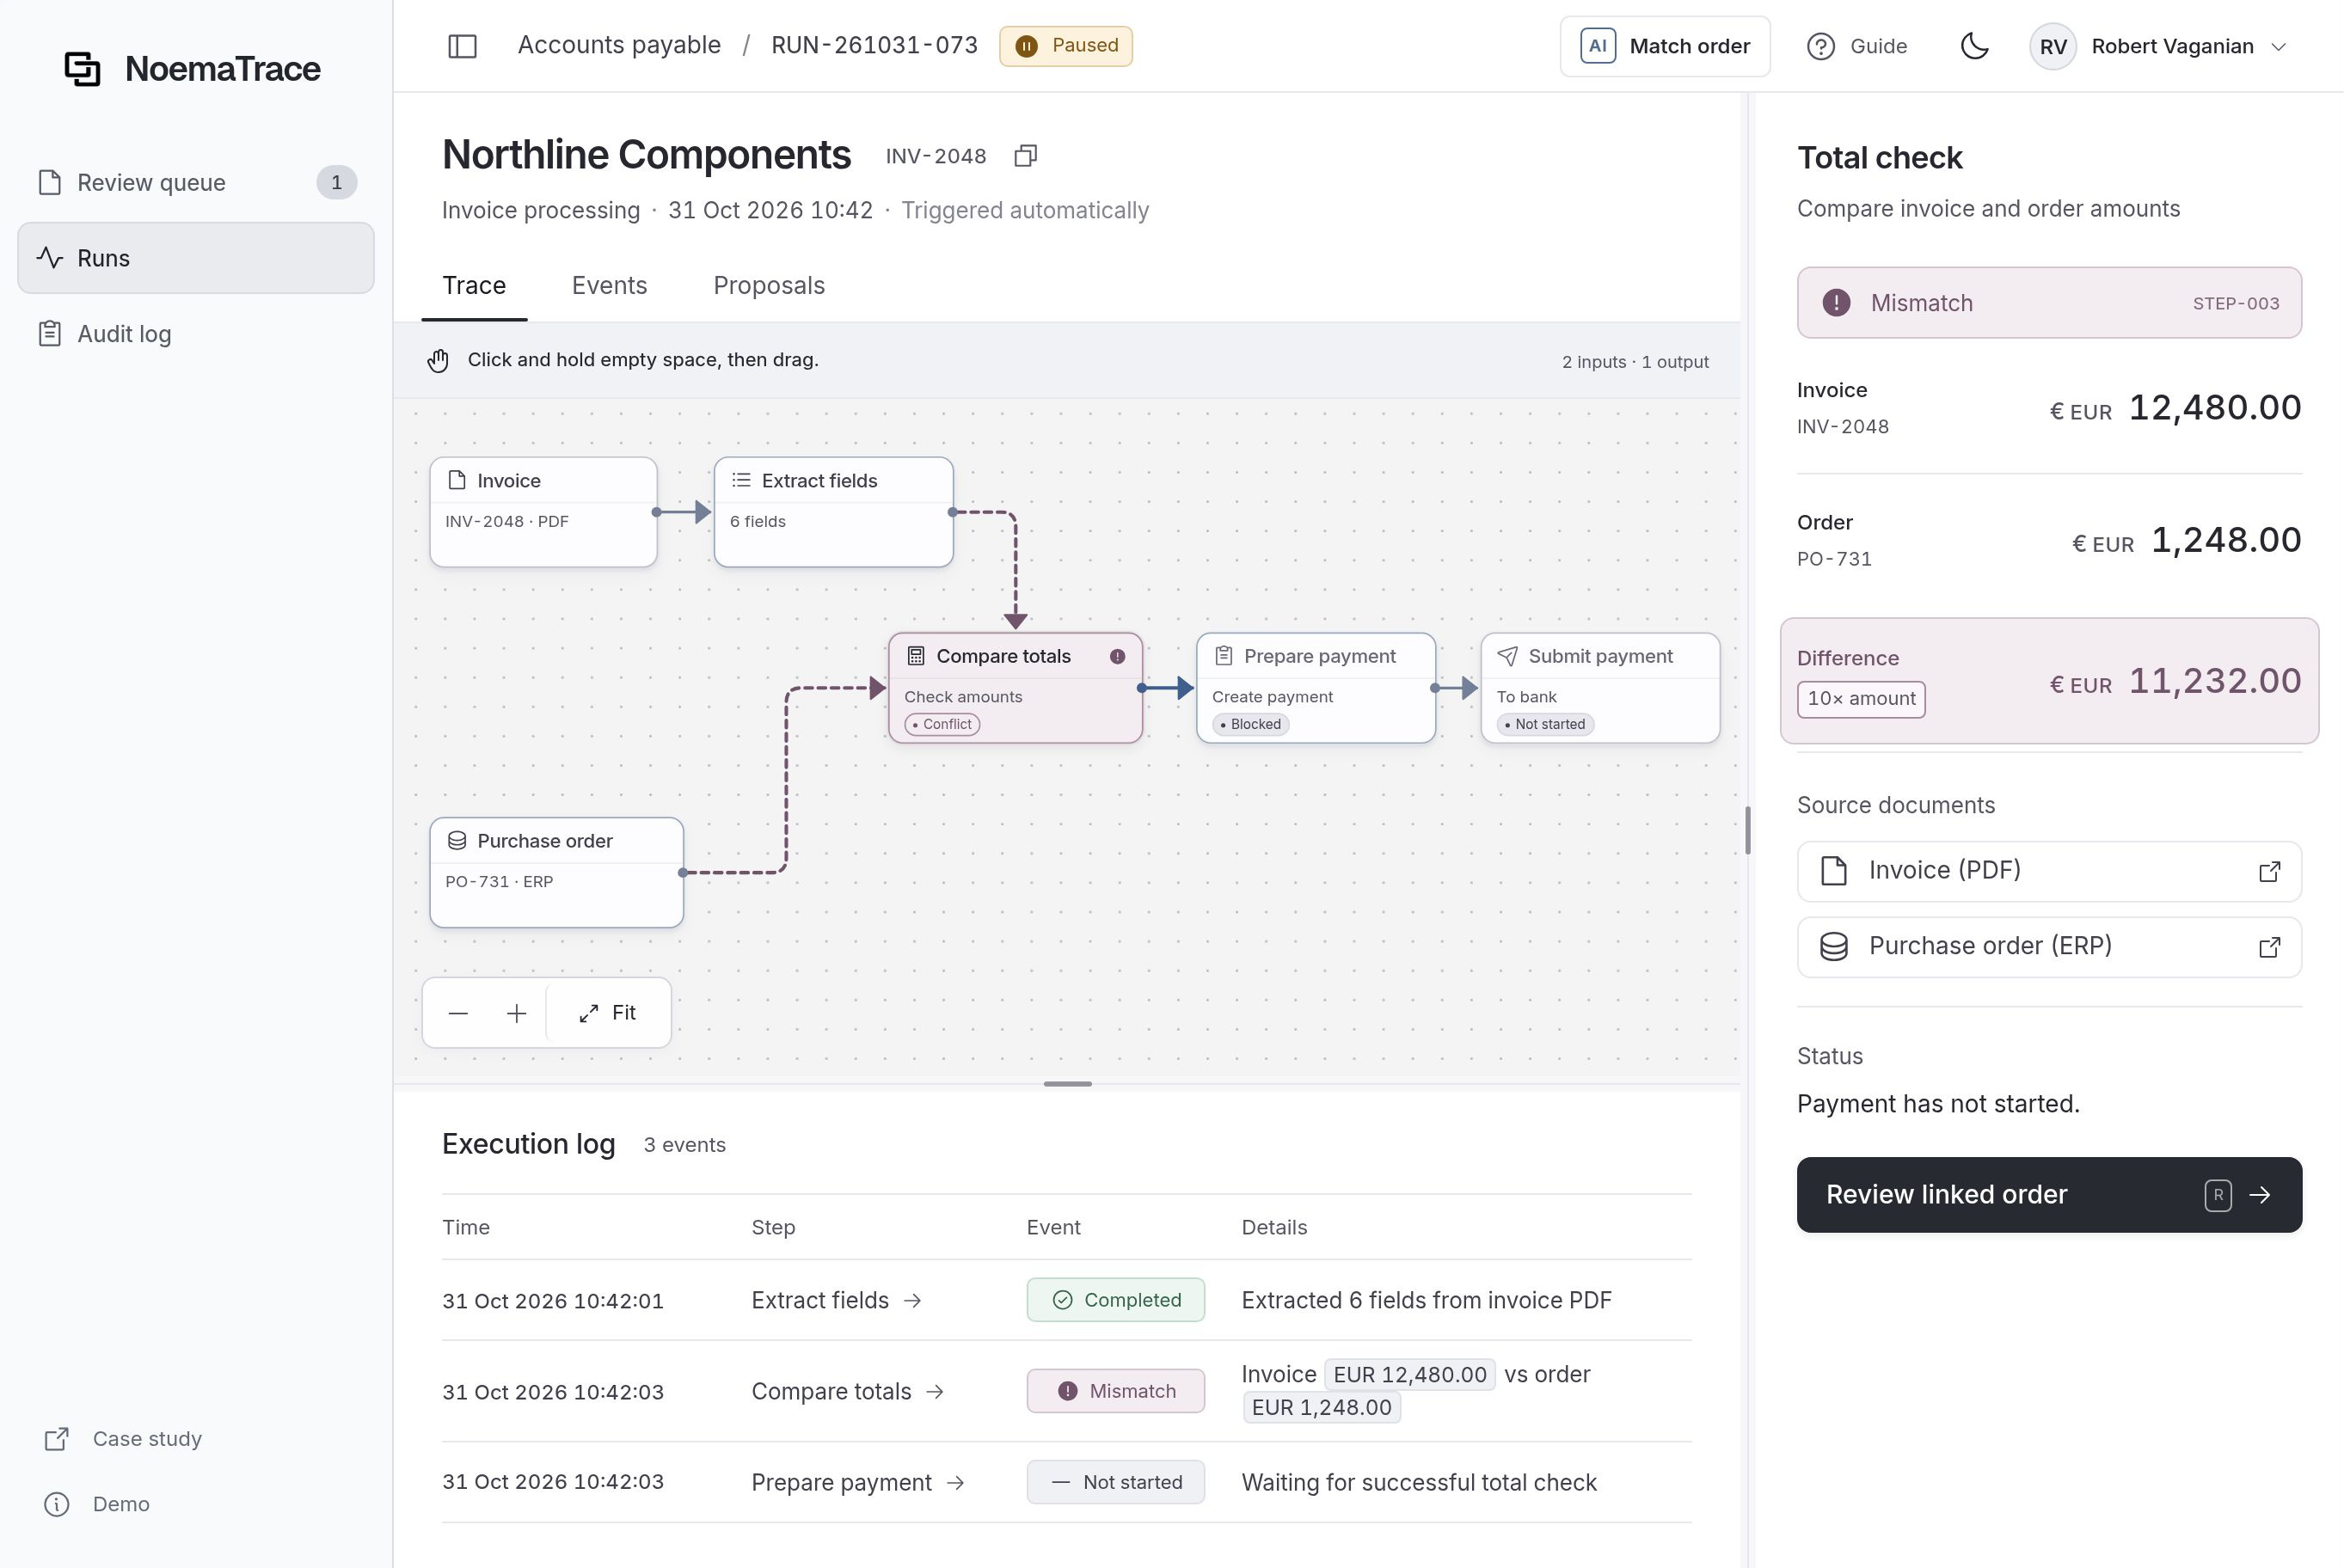 NoemaTrace
Review queue 1
Runs
Audit log
Case study
Demo
Accounts payable / RUN-261031-073 Paused
AI Match order
Guide
RV Robert Vaganian
Northline Components INV-2048
Invoice processing · 31 Oct 2026 10:42 · Triggered automatically
Trace Events Proposals
Click and hold empty space, then drag. 2 inputs · 1 output
Invoice
INV-2048 · PDF
Extract fields
6 fields
Compare totals
Check amounts
• Conflict
Prepare payment
Create payment
• Blocked
Submit payment
To bank
• Not started
Purchase order
PO-731 · ERP
Fit
Execution log 3 events
Time Step Event Details
31 Oct 2026 10:42:01 Extract fields → Completed Extracted 6 fields from invoice PDF
31 Oct 2026 10:42:03 Compare totals → Mismatch Invoice EUR 12,480.00 vs order
EUR 1,248.00
31 Oct 2026 10:42:03 Prepare payment → Not started Waiting for successful total check
Total check
Compare invoice and order amounts
Mismatch STEP-003
Invoice
INV-2048
€ EUR 12,480.00
Order
PO-731
€ EUR 1,248.00
Difference
10× amount
€ EUR 11,232.00
Source documents
Invoice (PDF)
Purchase order (ERP)
Status
Payment has not started.
Review linked order R →